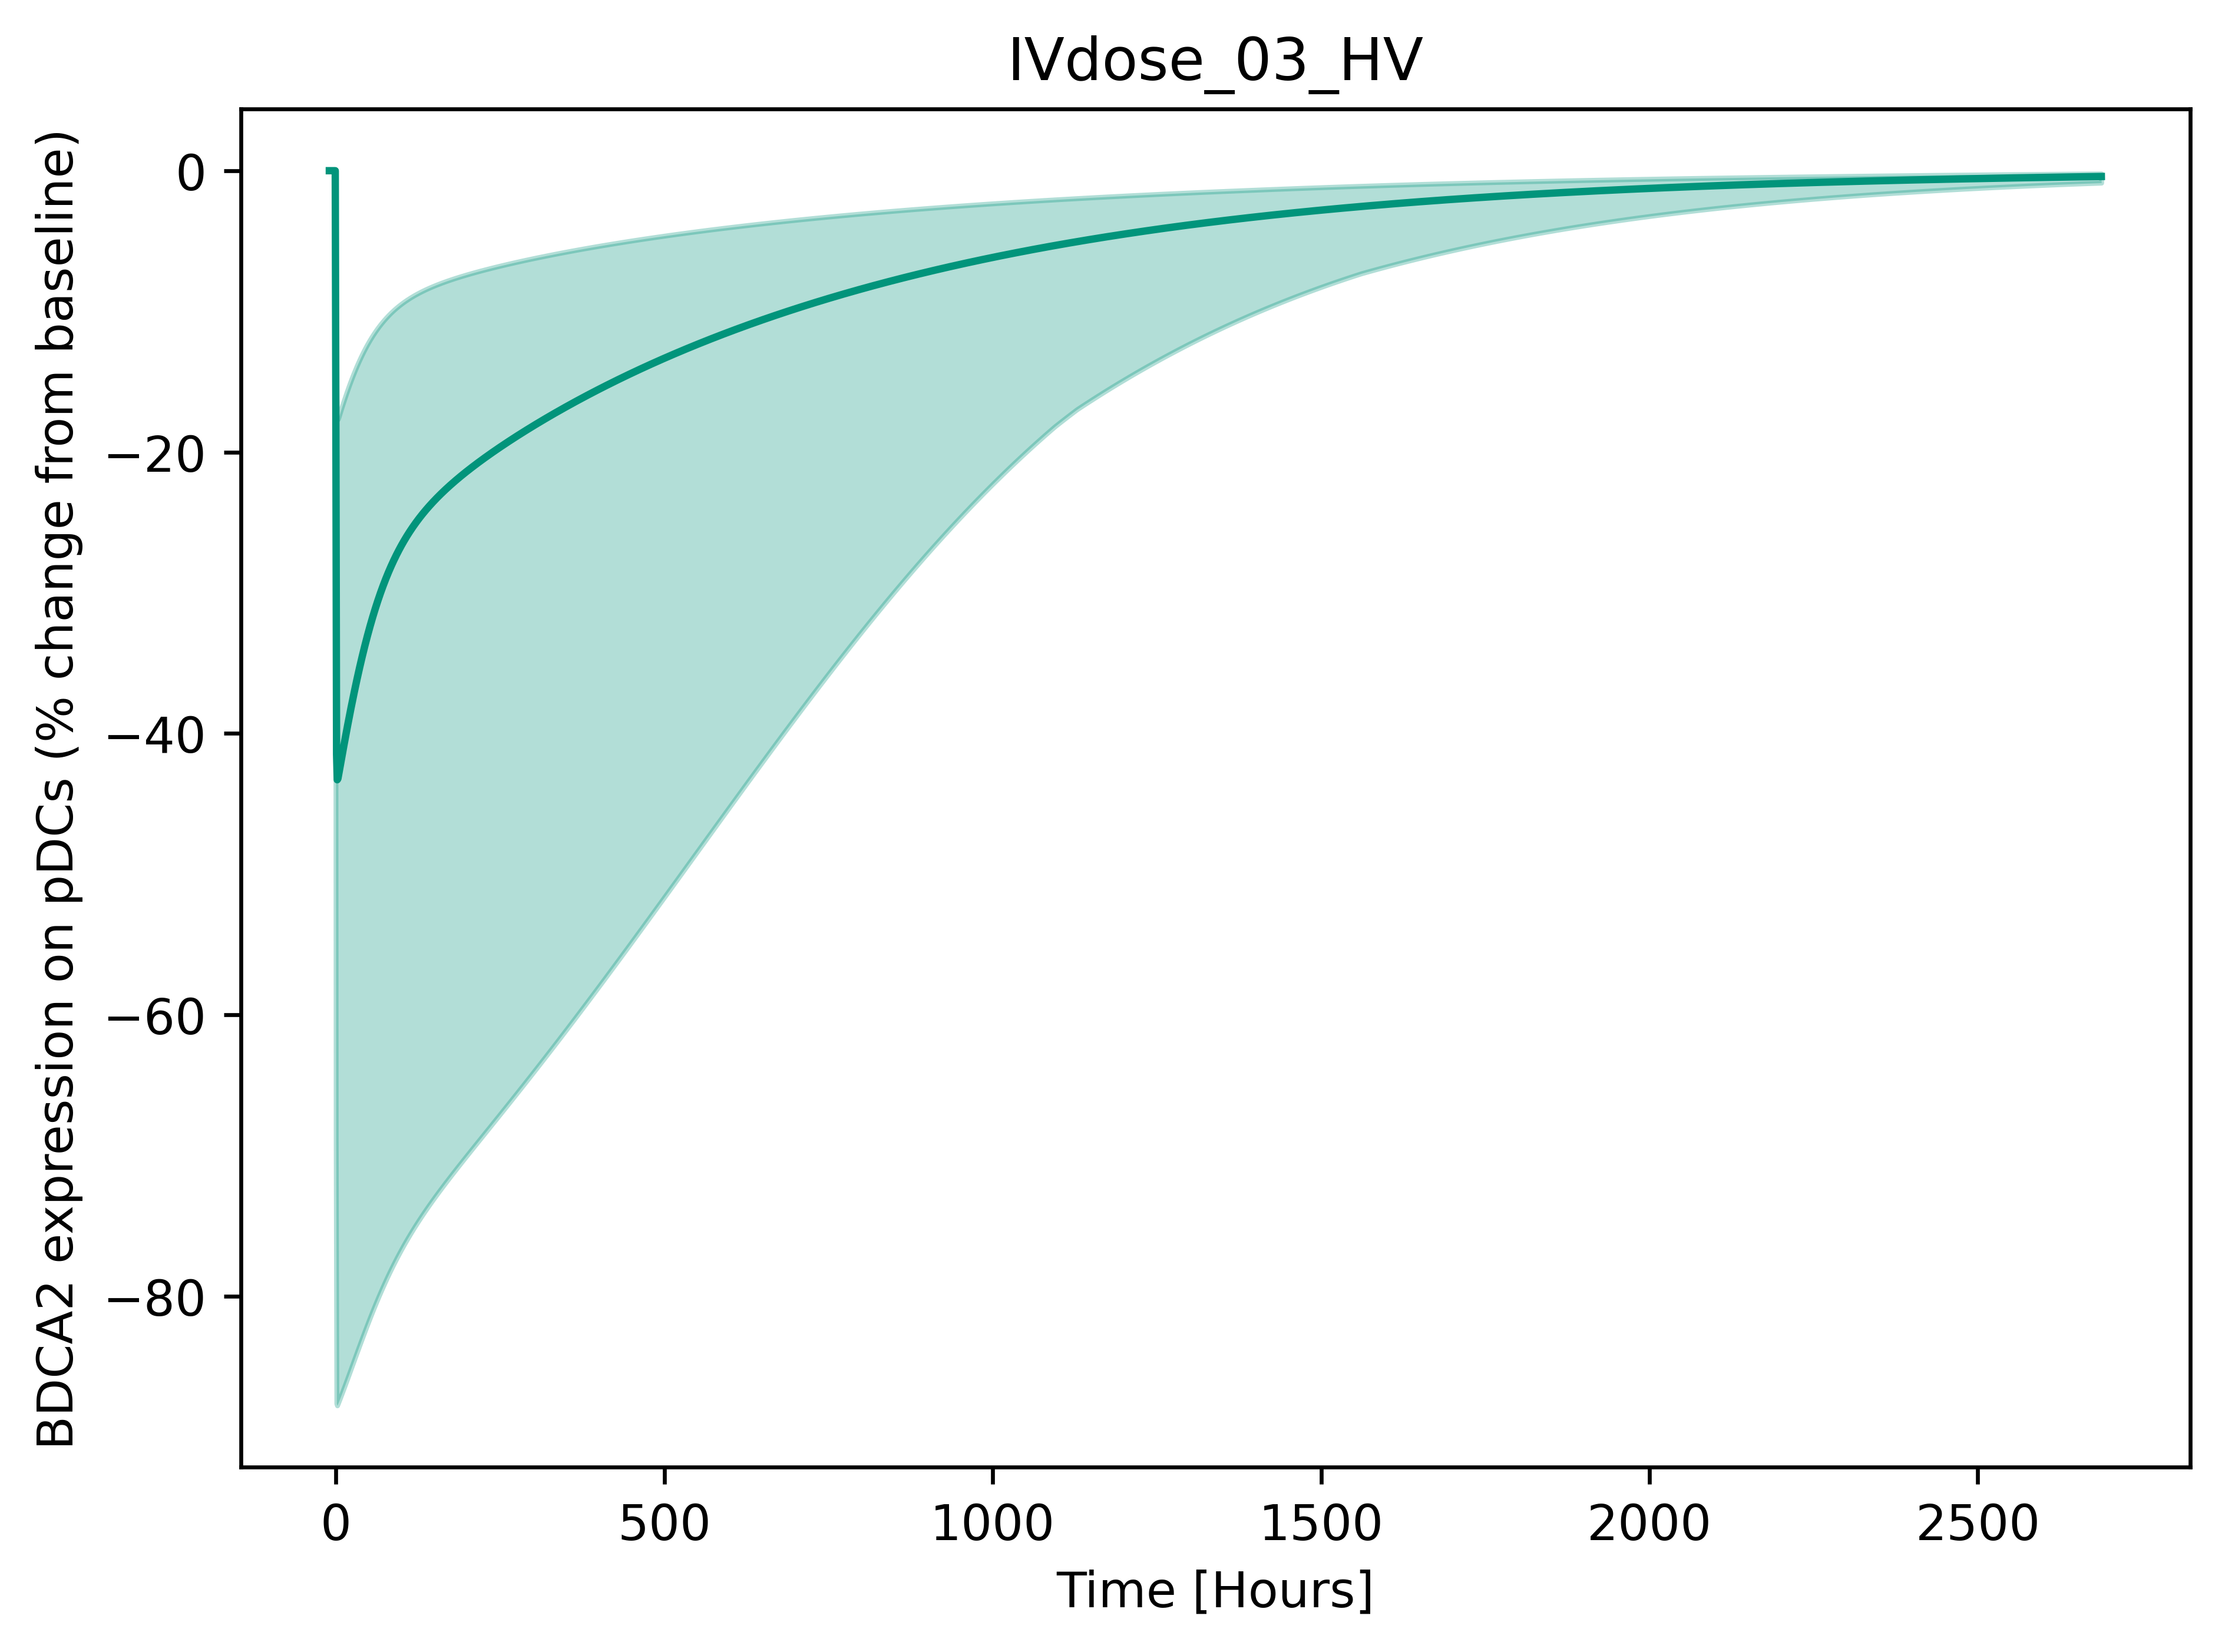 IVdose_03_HV
BDCA2 expression on pDCs (% change from baseline)
0
−20
−40
−60
−80
0 500 1000 1500 2000 2500
Time [Hours]